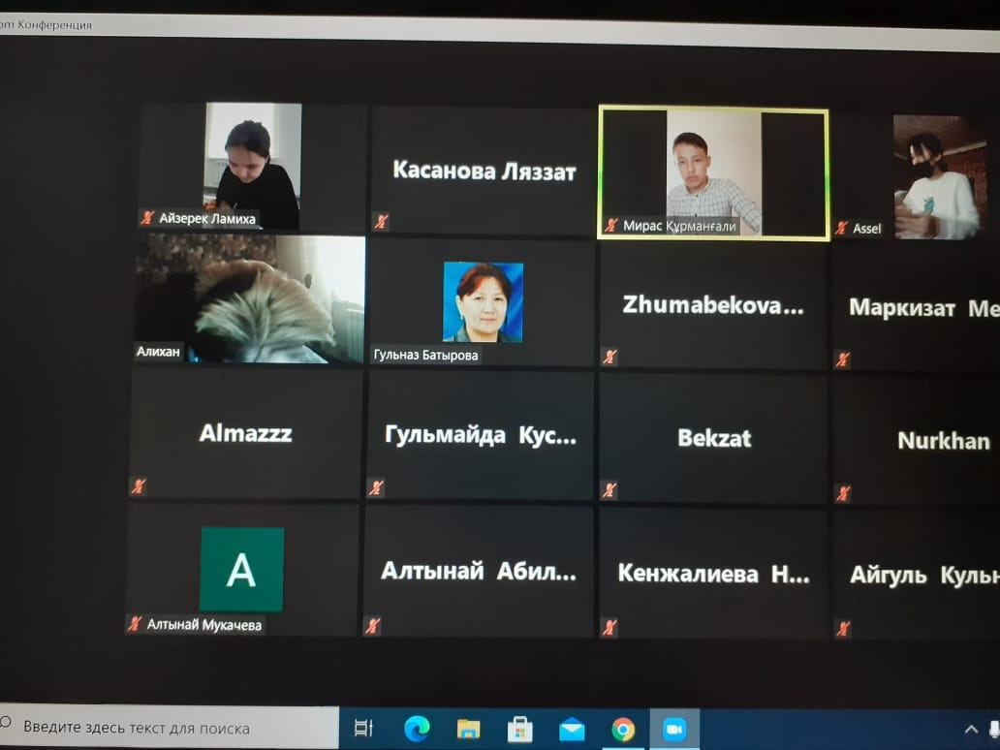 om Конференция
Айзерек Ламиха
Касанова Ляззат
Мирас Құрманғали
Assel
Алихан
Гульназ Батырова
Zhumabekova...
Маркизат Ме
Almazzz
Гульмайда Кус...
Bekzat
Nurkhan
A
Алтынай Мукачева
Алтынай Абил...
Кенжалиева Н...
Айгуль Кульн
Введите здесь текст для поиска